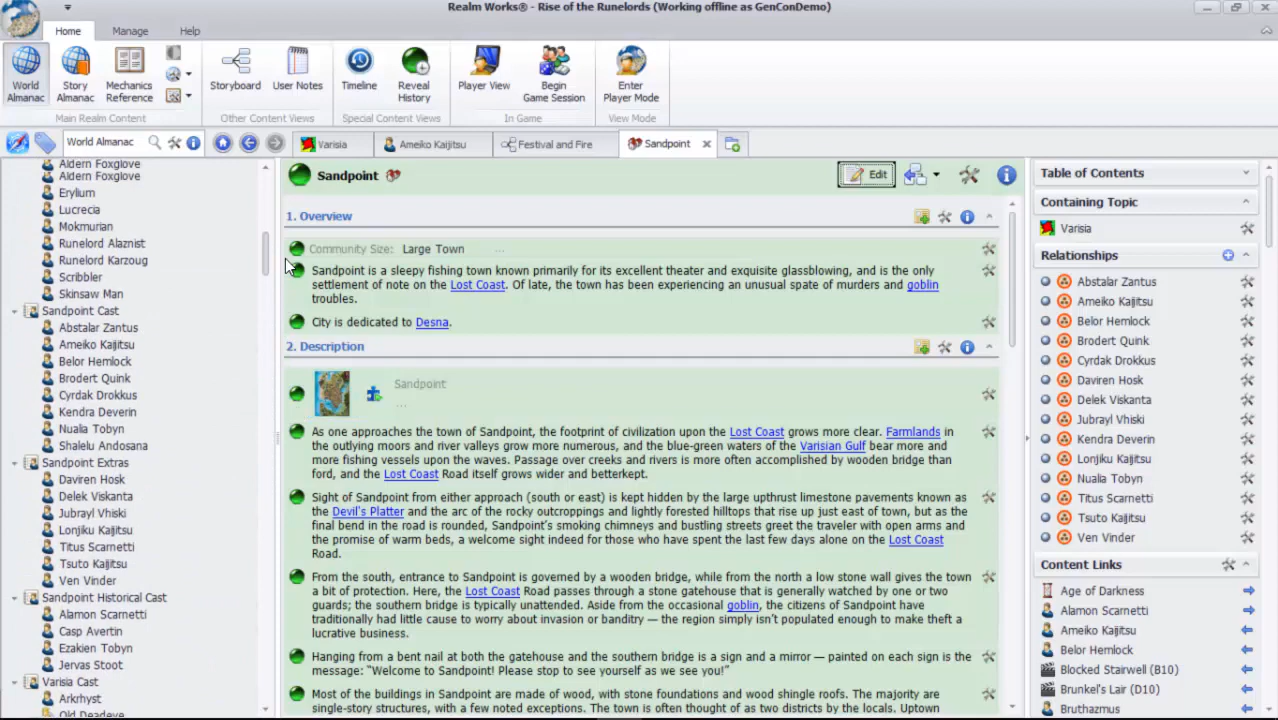 Realm Works® - Rise of the Runelords (Working offline as GenConDemo)
Home Manage Help
World Almanac
Story Almanac
Mechanics Reference
Main Realm Content
Storyboard
User Notes
Other Content Views
Timeline
Reveal History
Special Content Views
Player View
Begin Game Session
In Game
Enter Player Mode
View Mode
World Almanac
Varisia
Ameiko Kaijitsu
Festival and Fire
Sandpoint
Aldern Foxglove
Aldern Foxglove
Erylium
Lucrecia
Mokmurian
Runelord Alaznist
Runelord Karzoug
Scribbler
Skinsaw Man
Sandpoint Cast
Abstalar Zantus
Ameiko Kaijitsu
Belor Hemlock
Brodert Quink
Cyrdak Drokkus
Kendra Deverin
Nualia Tobyn
Shalelu Andosana
Sandpoint Extras
Daviren Hosk
Delek Viskanta
Jubrayl Vhiski
Lonjiku Kaijitsu
Titus Scarnetti
Tsuto Kaijitsu
Ven Vinder
Sandpoint Historical Cast
Alamon Scarnetti
Casp Avertin
Ezakien Tobyn
Jervas Stoot
Varisia Cast
Arkrhyst
Old Deadeye
Sandpoint
Edit
1. Overview
Community Size: Large Town ...
Sandpoint is a sleepy fishing town known primarily for its excellent theater and exquisite glassblowing, and is the only
settlement of note on the Lost Coast. Of late, the town has been experiencing an unusual spate of murders and goblin
troubles.
City is dedicated to Desna.
2. Description
Sandpoint
...
As one approaches the town of Sandpoint, the footprint of civilization upon the Lost Coast grows more clear. Farmlands in
the outlying moors and river valleys grow more numerous, and the blue-green waters of the Varisian Gulf bear more and
more fishing vessels upon the waves. Passage over creeks and rivers is more often accomplished by wooden bridge than
ford, and the Lost Coast Road itself grows wider and betterkept.
Sight of Sandpoint from either approach (south or east) is kept hidden by the large upthrust limestone pavements known as
the Devil's Platter and the arc of the rocky outcroppings and lightly forested hilltops that rise up just east of town, but as the
final bend in the road is rounded, Sandpoint's smoking chimneys and bustling streets greet the traveler with open arms and
the promise of warm beds, a welcome sight indeed for those who have spent the last few days alone on the Lost Coast
Road.
From the south, entrance to Sandpoint is governed by a wooden bridge, while from the north a low stone wall gives the town
a bit of protection. Here, the Lost Coast Road passes through a stone gatehouse that is generally watched by one or two
guards; the southern bridge is typically unattended. Aside from the occasional goblin, the citizens of Sandpoint have
traditionally had little cause to worry about invasion or banditry — the region simply isn't populated enough to make theft a
lucrative business.
Hanging from a bent nail at both the gatehouse and the southern bridge is a sign and a mirror — painted on each sign is the
message: "Welcome to Sandpoint! Please stop to see yourself as we see you!"
Most of the buildings in Sandpoint are made of wood, with stone foundations and wood shingle roofs. The majority are
single-story structures, with a few noted exceptions. The town is often thought of as two districts by the locals. Uptown
Table of Contents
Containing Topic
Varisia
Relationships
Abstalar Zantus
Ameiko Kaijitsu
Belor Hemlock
Brodert Quink
Cyrdak Drokkus
Daviren Hosk
Delek Viskanta
Jubrayl Vhiski
Kendra Deverin
Lonjiku Kaijitsu
Nualia Tobyn
Titus Scarnetti
Tsuto Kaijitsu
Ven Vinder
Content Links
Age of Darkness
Alamon Scarnetti
Ameiko Kaijitsu
Belor Hemlock
Blocked Stairwell (B10)
Brunkel's Lair (D10)
Bruthazmus